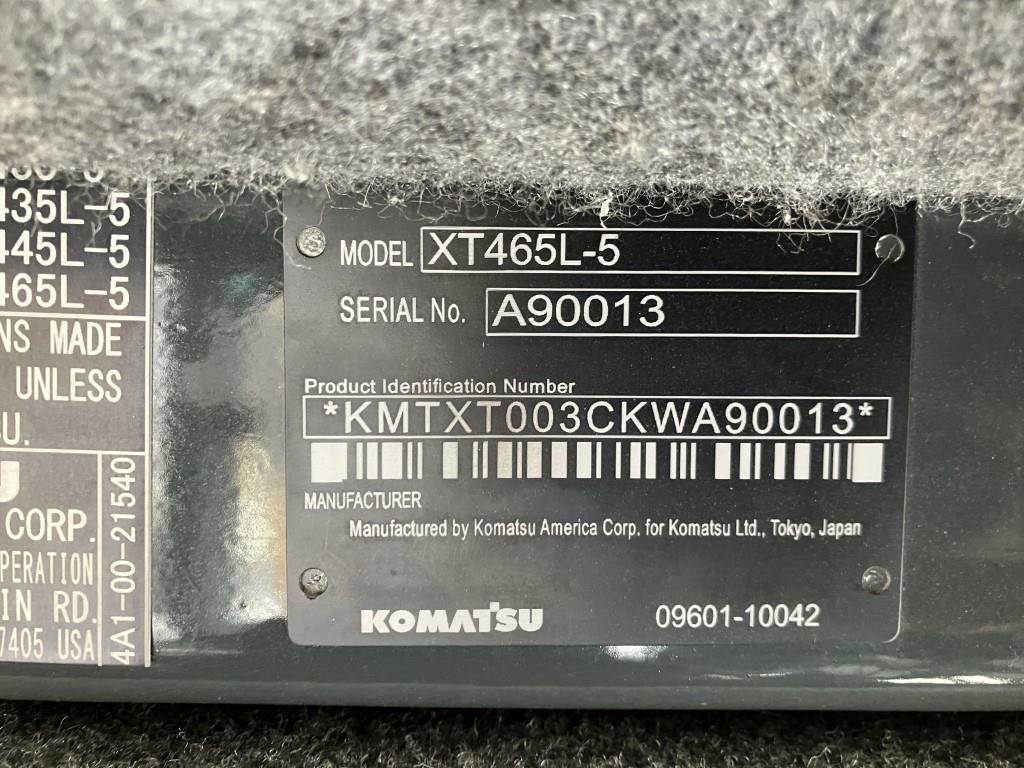 435L-5
445L-5
465L-5
NS MADE
UNLESS
U.
U
CORP.
PERATION
IN RD.
7405 USA
4A1-00-21540
MODEL XT465L-5
SERIAL No. A90013
Product Identification Number
*KMTXT003CKWA90013*
MANUFACTURER
Manufactured by Komatsu America Corp. for Komatsu Ltd., Tokyo, Japan
KOMATSU 09601-10042